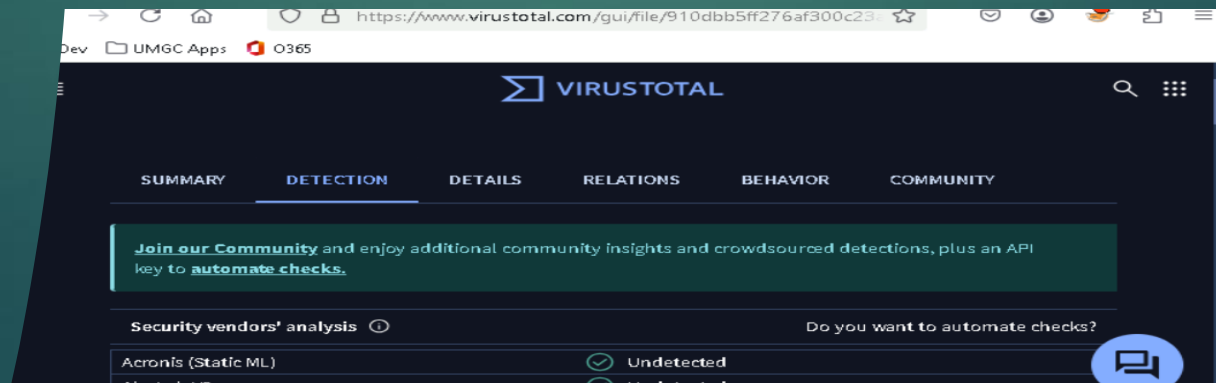 https://www.virustotal.com/gui/file/910dbb5ff276af300c23
Dev UMGC Apps O365
VIRUSTOTAL
SUMMARY DETECTION DETAILS RELATIONS BEHAVIOR COMMUNITY
Join our Community and enjoy additional community insights and crowdsourced detections, plus an API
key to automate checks.
Security vendors' analysis Do you want to automate checks?
Acronis (Static ML) Undetected